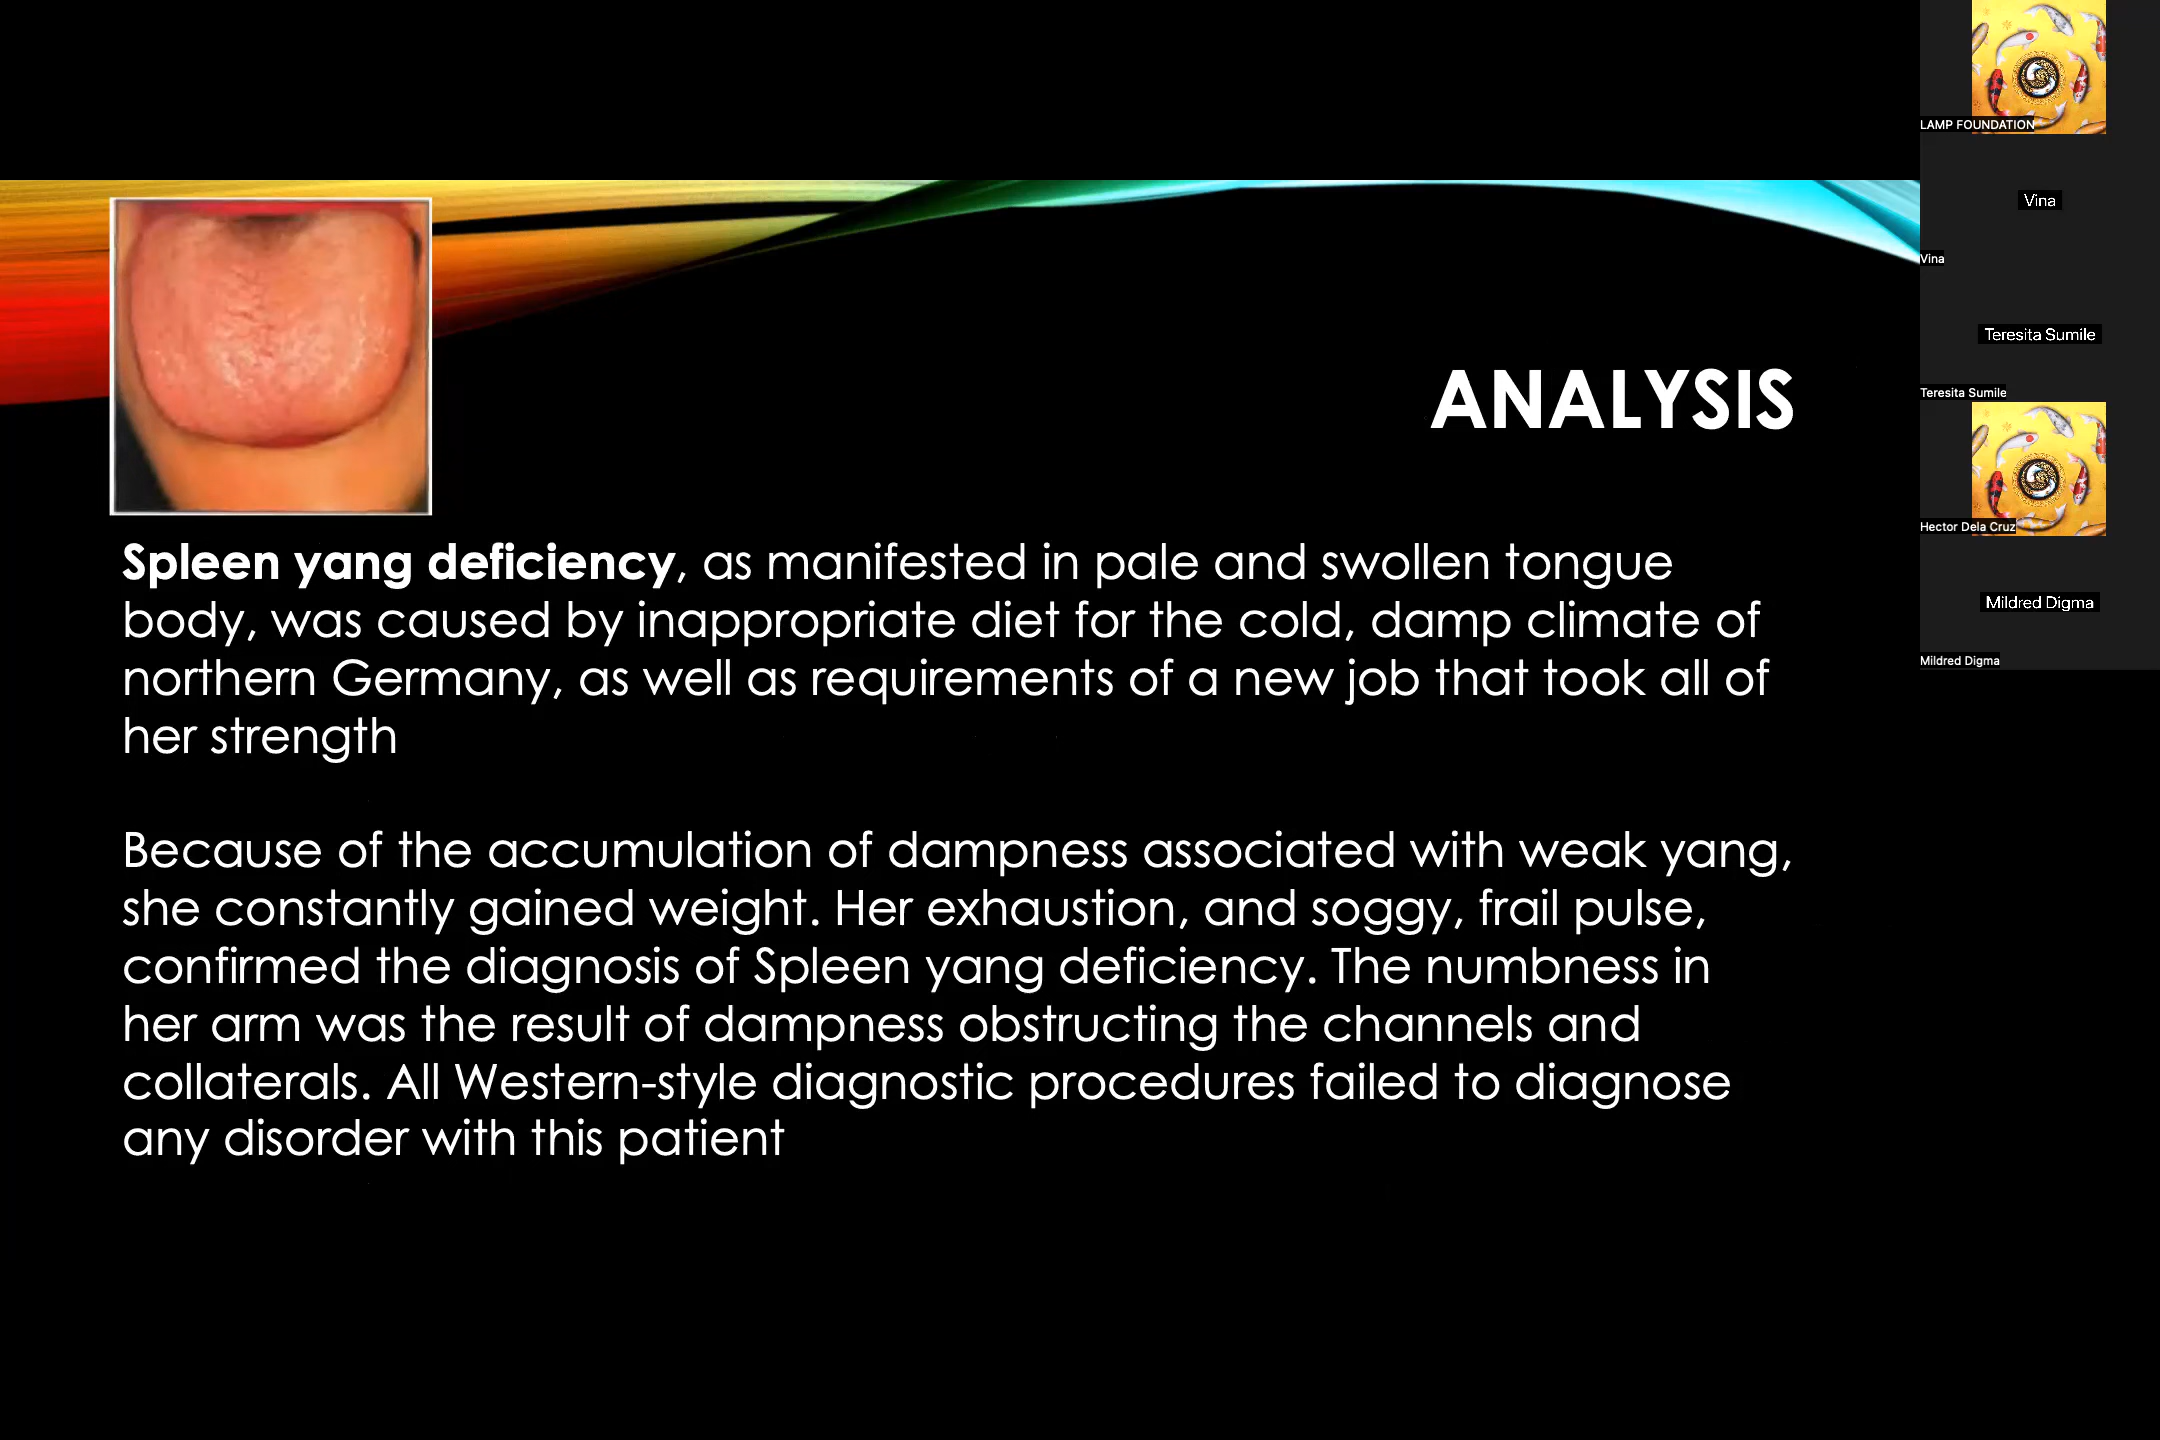 ANALYSIS
Spleen yang deficiency, as manifested in pale and swollen tongue
body, was caused by inappropriate diet for the cold, damp climate of
northern Germany, as well as requirements of a new job that took all of
her strength
Because of the accumulation of dampness associated with weak yang,
she constantly gained weight. Her exhaustion, and soggy, frail pulse,
confirmed the diagnosis of Spleen yang deficiency. The numbness in
her arm was the result of dampness obstructing the channels and
collaterals. All Western-style diagnostic procedures failed to diagnose
any disorder with this patient
LAMP FOUNDATION
Vina
Vina
Teresita Sumile
Teresita Sumile
Hector Dela Cruz
Mildred Digma
Mildred Digma